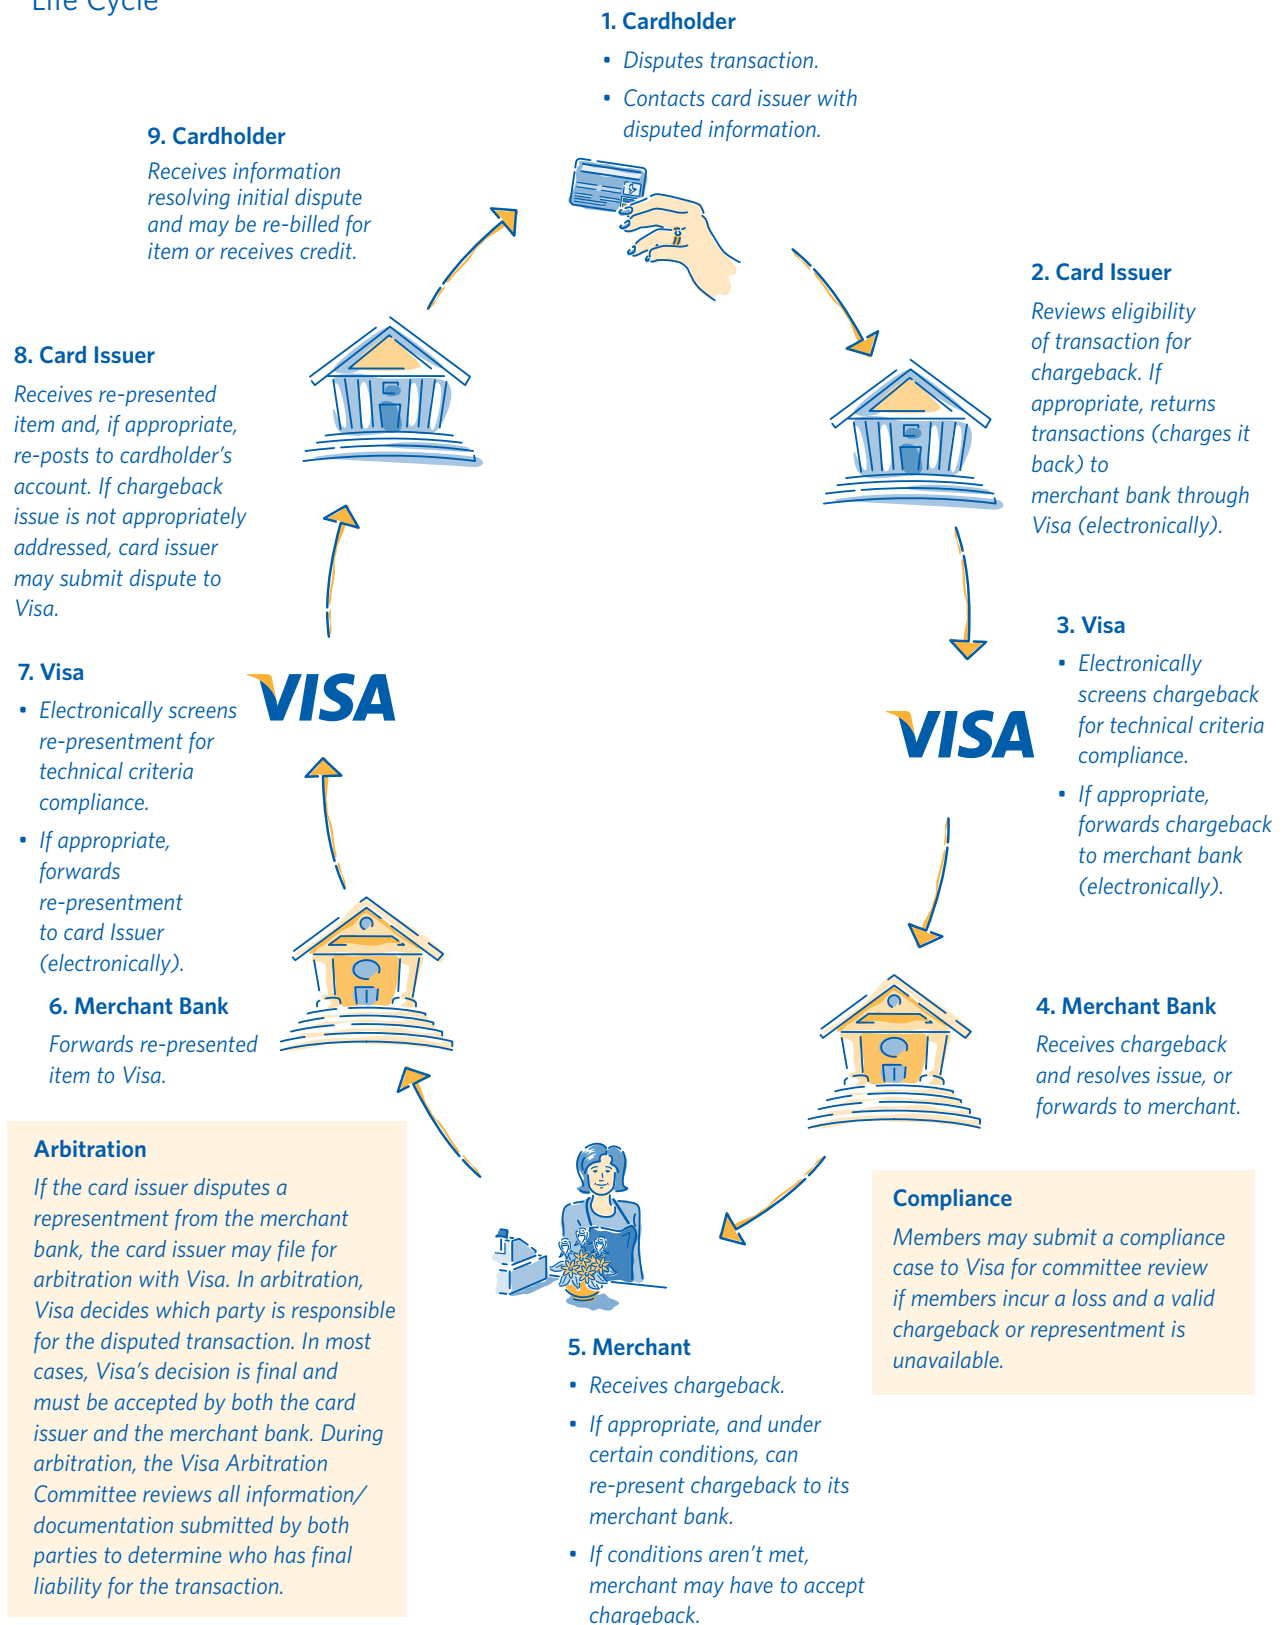 Life Cycle
1. Cardholder
• Disputes transaction.
• Contacts card issuer with
disputed information.
2. Card Issuer
Reviews eligibility
of transaction for
chargeback. If
appropriate, returns
transactions (charges it
back) to
merchant bank through
Visa (electronically).
3. Visa
• Electronically
screens chargeback
for technical criteria
compliance.
• If appropriate,
forwards chargeback
to merchant bank
(electronically).
VISA
4. Merchant Bank
Receives chargeback
and resolves issue, or
forwards to merchant.
Compliance
Members may submit a compliance
case to Visa for committee review
if members incur a loss and a valid
chargeback or representment is
unavailable.
5. Merchant
• Receives chargeback.
• If appropriate, and under
certain conditions, can
re-present chargeback to its
merchant bank.
• If conditions aren't met,
merchant may have to accept
chargeback.
6. Merchant Bank
Forwards re-presented
item to Visa.
Arbitration
If the card issuer disputes a
representment from the merchant
bank, the card issuer may file for
arbitration with Visa. In arbitration,
Visa decides which party is responsible
for the disputed transaction. In most
cases, Visa's decision is final and
must be accepted by both the card
issuer and the merchant bank. During
arbitration, the Visa Arbitration
Committee reviews all information/
documentation submitted by both
parties to determine who has final
liability for the transaction.
7. Visa
• Electronically screens
re-presentment for
technical criteria
compliance.
• If appropriate,
forwards
re-presentment
to card Issuer
(electronically).
VISA
8. Card Issuer
Receives re-presented
item and, if appropriate,
re-posts to cardholder's
account. If chargeback
issue is not appropriately
addressed, card issuer
may submit dispute to
Visa.
9. Cardholder
Receives information
resolving initial dispute
and may be re-billed for
item or receives credit.